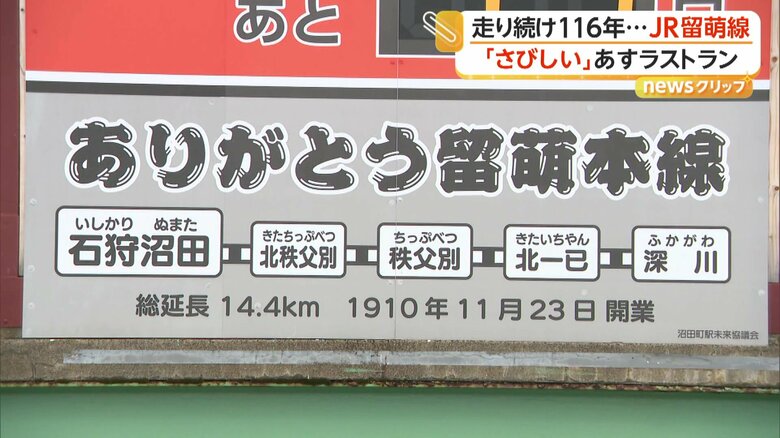 あと
日
走り続け116年…JR留萌線
「さびしい」あすラストラン
newsクリップ
ありがとう留萌本線
いしかり ぬまた
石狩沼田
きたちっぷべつ
北秩父別
ちっぷべつ
秩父別
きたいちやん
北一已
ふかがわ
深川
総延長 14.4km 1910年11月23日開業
沼田町駅未来協議会